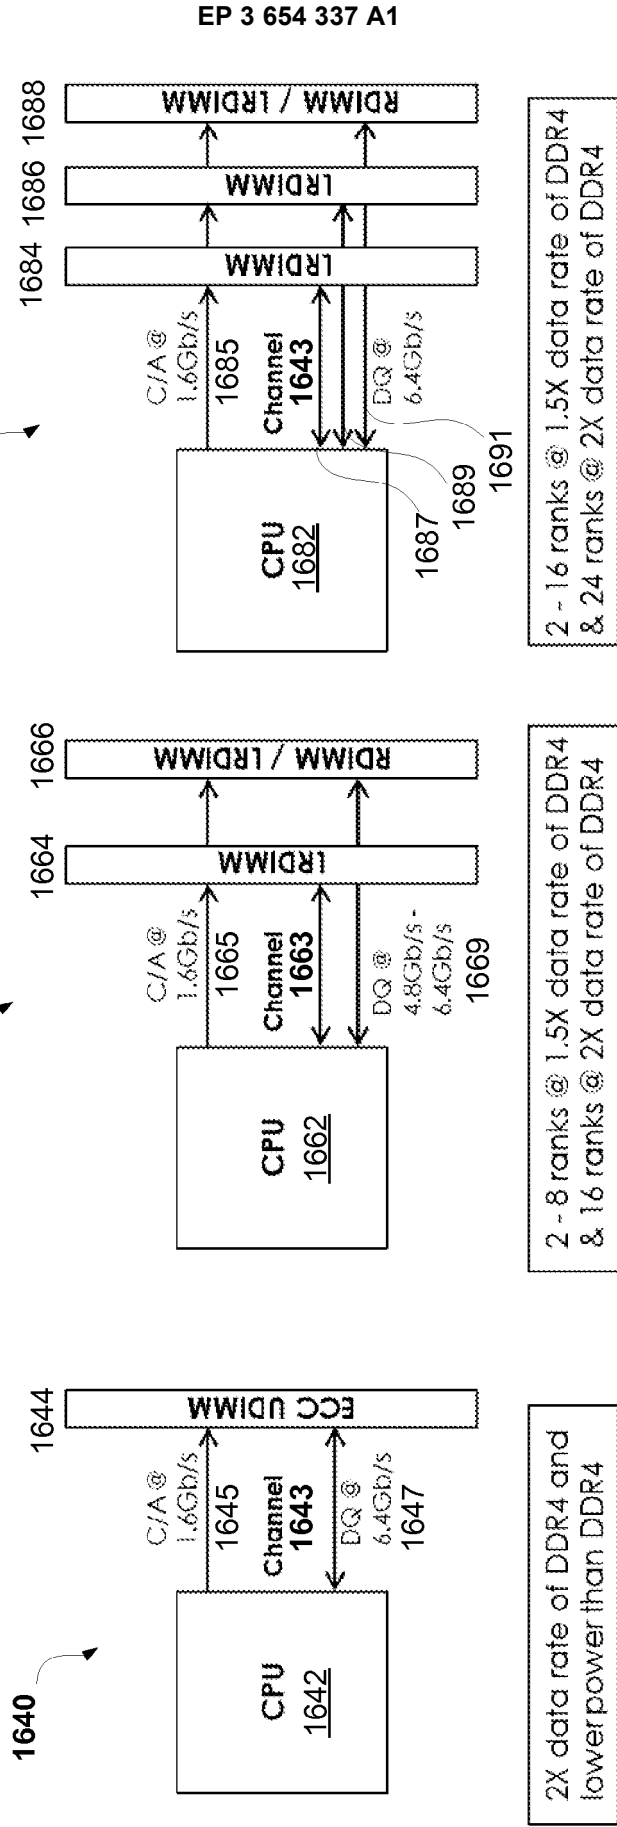 EP 3 654 337 A1
1640
CPU
1642
C/A @
1.6Gb/s
1645
Channel
1643
DQ @
6.4Gb/s
1647
1644
ECC UDIMM
2X data rate of DDR4 and
lower power than DDR4
CPU
1662
C/A @
1.6Gb/s
1665
Channel
1663
DQ @
4.8Gb/s -
6.4Gb/s
1669
1664
LRDIMM
1666
RDIMM / LRDIMM
2 - 8 ranks @ 1.5X data rate of DDR4
& 16 ranks @ 2X data rate of DDR4
CPU
1682
C/A @
1.6Gb/s
1685
Channel
1643
DQ @
6.4Gb/s
1687
1689
1691
1684
LRDIMM
1686
LRDIMM
1688
RDIMM / LRDIMM
2 - 16 ranks @ 1.5X data rate of DDR4
& 24 ranks @ 2X data rate of DDR4